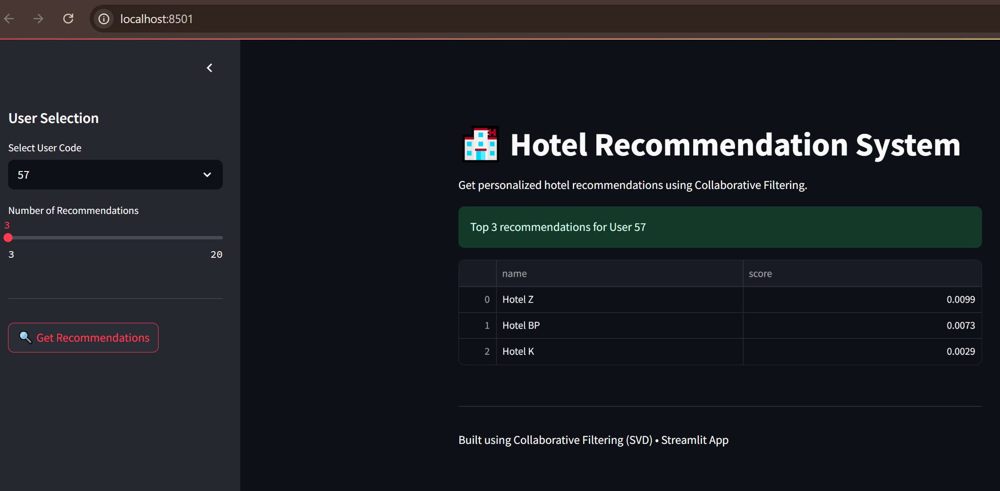 localhost:8501
User Selection
Select User Code
57
Number of Recommendations
3
3 20
Get Recommendations
Hotel Recommendation System
Get personalized hotel recommendations using Collaborative Filtering.
Top 3 recommendations for User 57
name score
0 Hotel Z 0.0099
1 Hotel BP 0.0073
2 Hotel K 0.0029
Built using Collaborative Filtering (SVD) • Streamlit App